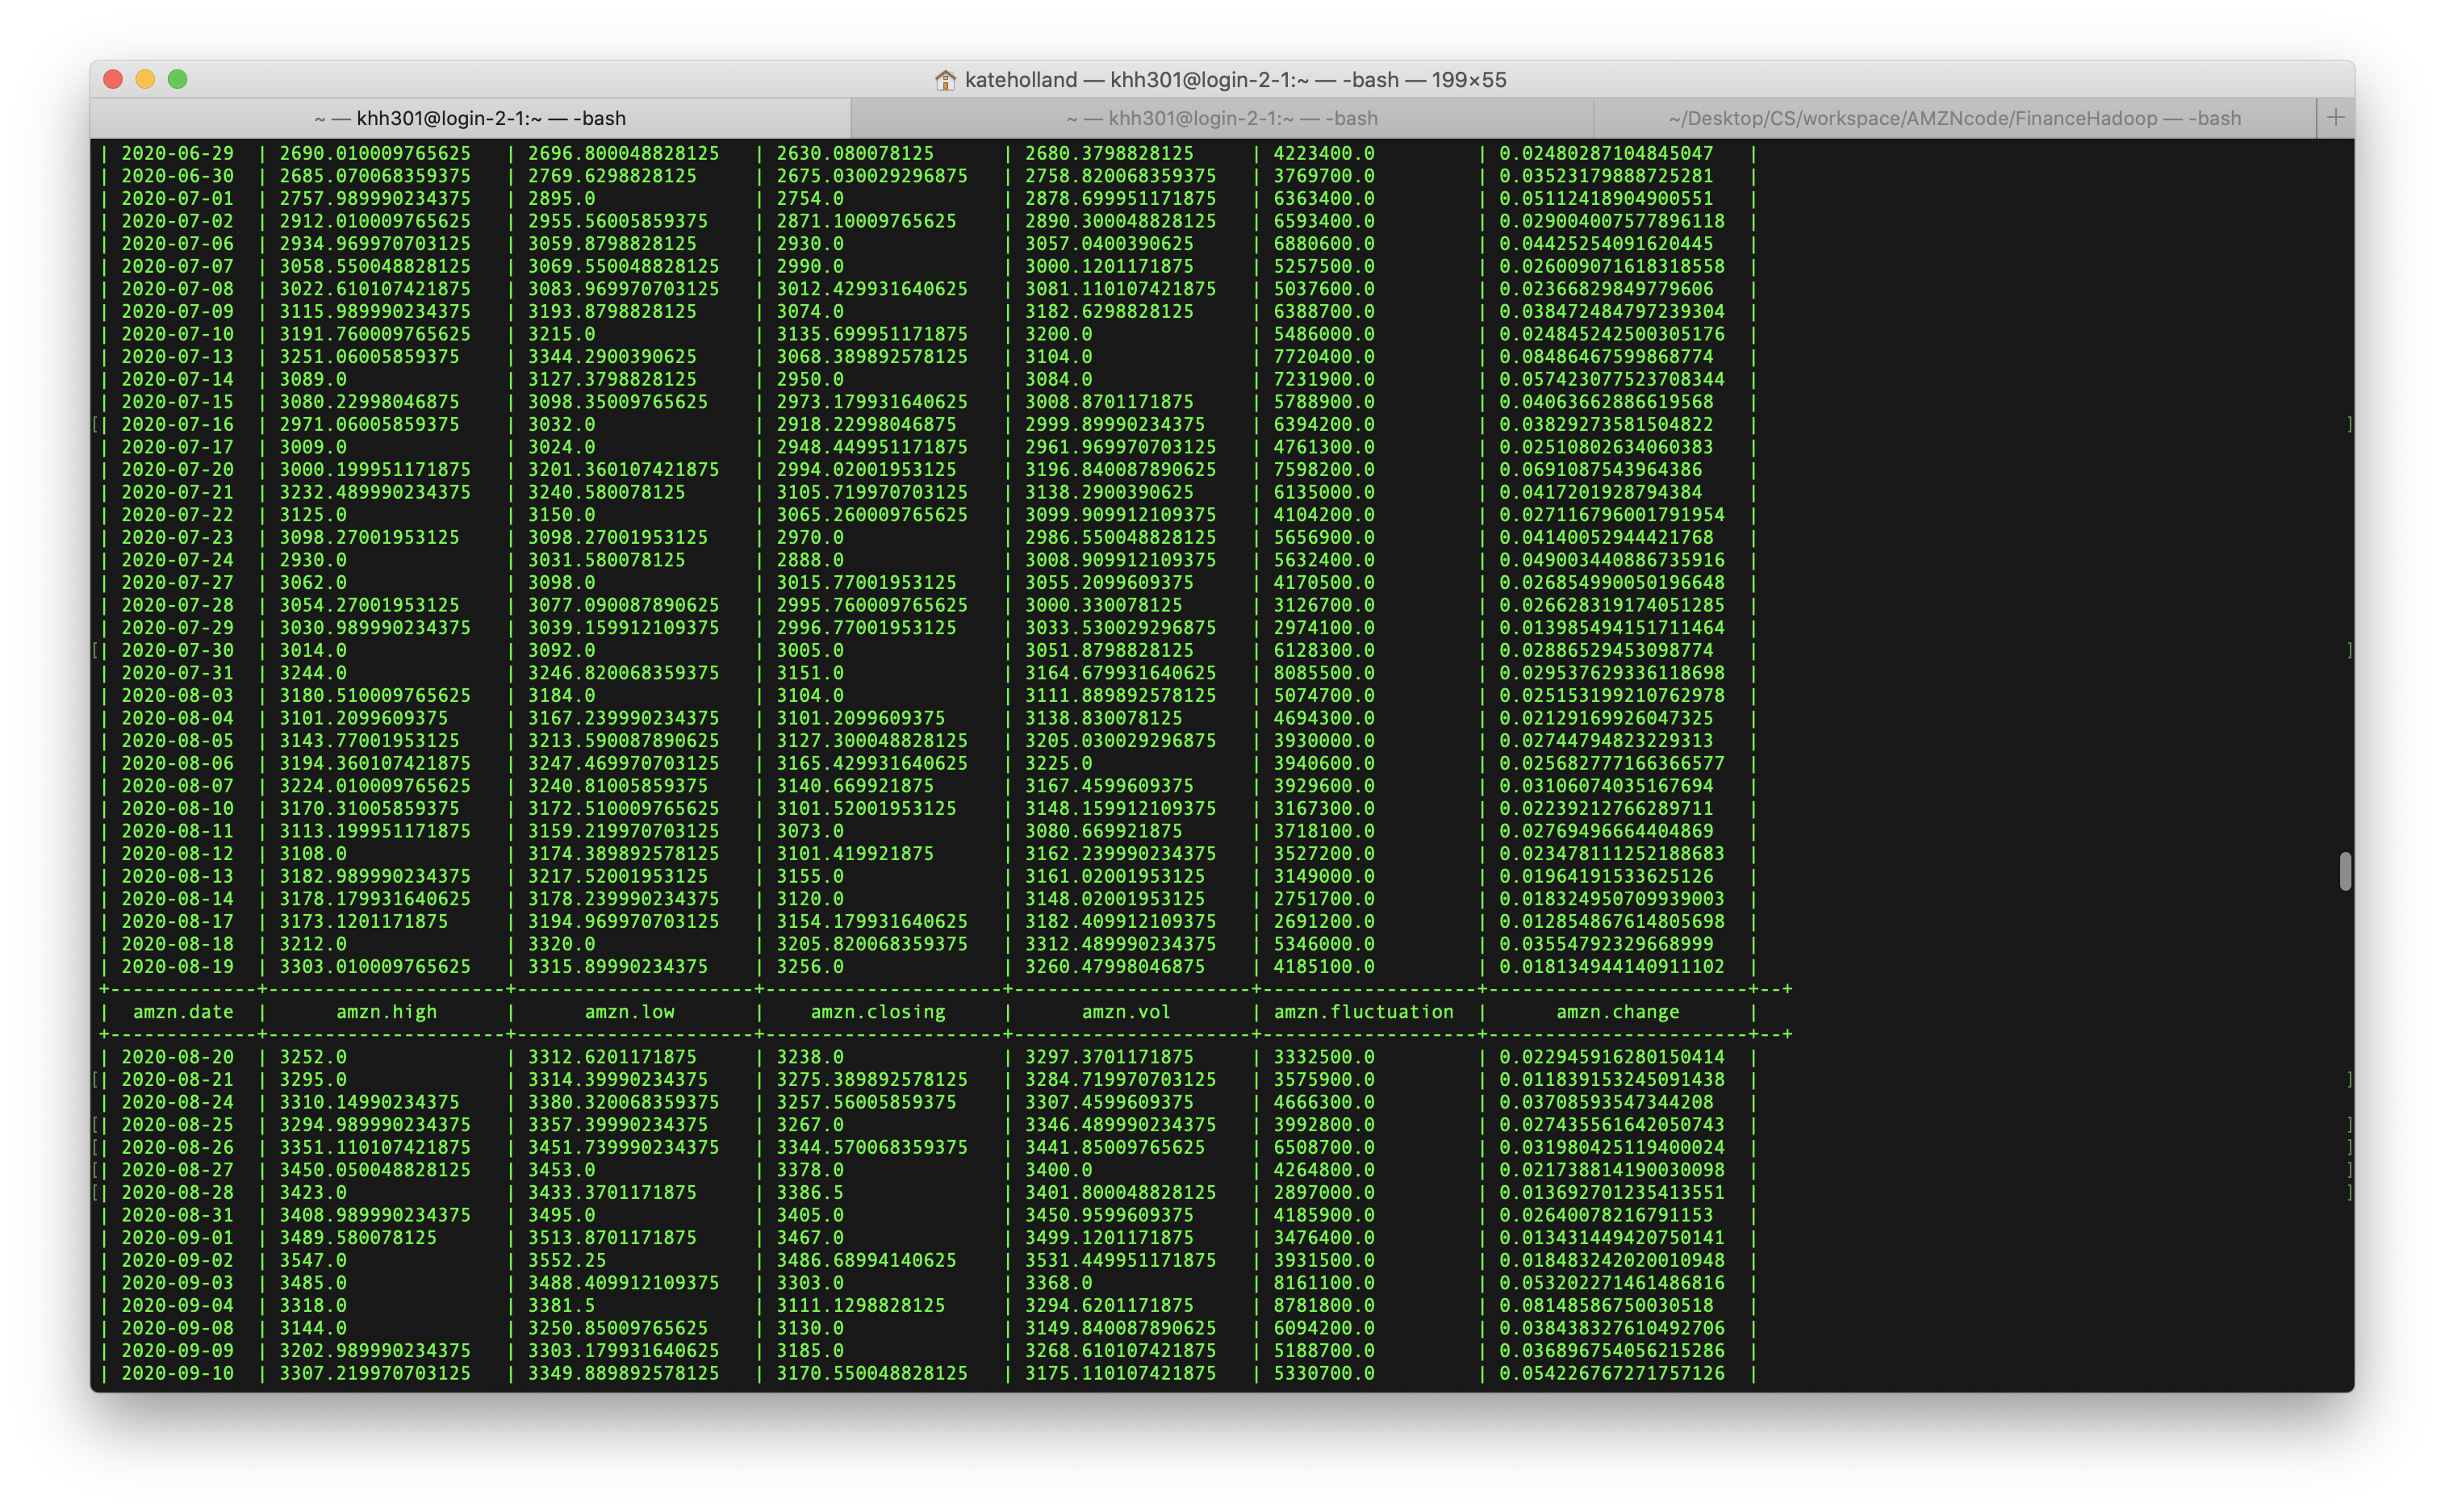 kateholland — khh301@login-2-1:~ — -bash — 199×55
~ — khh301@login-2-1:~ — -bash ~ — khh301@login-2-1:~ — -bash ~/Desktop/CS/workspace/AMZNcode/FinanceHadoop — -bash +
| 2020-06-29 | 2690.010009765625 | 2696.800048828125 | 2630.080078125 | 2680.3798828125 | 4223400.0 | 0.02480287104845047 |
| 2020-06-30 | 2685.070068359375 | 2769.6298828125 | 2675.030029296875 | 2758.820068359375 | 3769700.0 | 0.03523179888725281 |
| 2020-07-01 | 2757.989990234375 | 2895.0 | 2754.0 | 2878.699951171875 | 6363400.0 | 0.05112418904900551 |
| 2020-07-02 | 2912.010009765625 | 2955.56005859375 | 2871.10009765625 | 2890.300048828125 | 6593400.0 | 0.029004007577896118 |
| 2020-07-06 | 2934.969970703125 | 3059.8798828125 | 2930.0 | 3057.0400390625 | 6880600.0 | 0.04425254091620445 |
| 2020-07-07 | 3058.550048828125 | 3069.550048828125 | 2990.0 | 3000.1201171875 | 5257500.0 | 0.026009071618318558 |
| 2020-07-08 | 3022.610107421875 | 3083.969970703125 | 3012.429931640625 | 3081.110107421875 | 5037600.0 | 0.02366829849779606 |
| 2020-07-09 | 3115.989990234375 | 3193.8798828125 | 3074.0 | 3182.6298828125 | 6388700.0 | 0.038472484797239304 |
| 2020-07-10 | 3191.760009765625 | 3215.0 | 3135.699951171875 | 3200.0 | 5486000.0 | 0.024845242500305176 |
| 2020-07-13 | 3251.06005859375 | 3344.2900390625 | 3068.389892578125 | 3104.0 | 7720400.0 | 0.08486467599868774 |
| 2020-07-14 | 3089.0 | 3127.3798828125 | 2950.0 | 3084.0 | 7231900.0 | 0.057423077523708344 |
| 2020-07-15 | 3080.22998046875 | 3098.35009765625 | 2973.179931640625 | 3008.8701171875 | 5788900.0 | 0.04063662886619568 |
[| 2020-07-16 | 2971.06005859375 | 3032.0 | 2918.22998046875 | 2999.89990234375 | 6394200.0 | 0.03829273581504822 | ]
| 2020-07-17 | 3009.0 | 3024.0 | 2948.449951171875 | 2961.969970703125 | 4761300.0 | 0.02510802634060383 |
| 2020-07-20 | 3000.199951171875 | 3201.360107421875 | 2994.02001953125 | 3196.840087890625 | 7598200.0 | 0.0691087543964386 |
| 2020-07-21 | 3232.489990234375 | 3240.580078125 | 3105.719970703125 | 3138.2900390625 | 6135000.0 | 0.0417201928794384 |
| 2020-07-22 | 3125.0 | 3150.0 | 3065.260009765625 | 3099.909912109375 | 4104200.0 | 0.027116796001791954 |
| 2020-07-23 | 3098.27001953125 | 3098.27001953125 | 2970.0 | 2986.550048828125 | 5656900.0 | 0.04140052944421768 |
| 2020-07-24 | 2930.0 | 3031.580078125 | 2888.0 | 3008.909912109375 | 5632400.0 | 0.049003440886735916 |
| 2020-07-27 | 3062.0 | 3098.0 | 3015.77001953125 | 3055.2099609375 | 4170500.0 | 0.026854990050196648 |
| 2020-07-28 | 3054.27001953125 | 3077.090087890625 | 2995.760009765625 | 3000.330078125 | 3126700.0 | 0.026628319174051285 |
| 2020-07-29 | 3030.989990234375 | 3039.159912109375 | 2996.77001953125 | 3033.530029296875 | 2974100.0 | 0.013985494151711464 |
[| 2020-07-30 | 3014.0 | 3092.0 | 3005.0 | 3051.8798828125 | 6128300.0 | 0.02886529453098774 | ]
| 2020-07-31 | 3244.0 | 3246.820068359375 | 3151.0 | 3164.679931640625 | 8085500.0 | 0.029537629336118698 |
| 2020-08-03 | 3180.510009765625 | 3184.0 | 3104.0 | 3111.889892578125 | 5074700.0 | 0.025153199210762978 |
| 2020-08-04 | 3101.2099609375 | 3167.239990234375 | 3101.2099609375 | 3138.830078125 | 4694300.0 | 0.02129169926047325 |
| 2020-08-05 | 3143.77001953125 | 3213.590087890625 | 3127.300048828125 | 3205.030029296875 | 3930000.0 | 0.02744794823229313 |
| 2020-08-06 | 3194.360107421875 | 3247.469970703125 | 3165.429931640625 | 3225.0 | 3940600.0 | 0.025682777166366577 |
| 2020-08-07 | 3224.010009765625 | 3240.81005859375 | 3140.669921875 | 3167.4599609375 | 3929600.0 | 0.03106074035167694 |
| 2020-08-10 | 3170.31005859375 | 3172.510009765625 | 3101.52001953125 | 3148.159912109375 | 3167300.0 | 0.02239212766289711 |
| 2020-08-11 | 3113.199951171875 | 3159.219970703125 | 3073.0 | 3080.669921875 | 3718100.0 | 0.02769496664404869 |
| 2020-08-12 | 3108.0 | 3174.389892578125 | 3101.419921875 | 3162.239990234375 | 3527200.0 | 0.023478111252188683 |
| 2020-08-13 | 3182.989990234375 | 3217.52001953125 | 3155.0 | 3161.02001953125 | 3149000.0 | 0.01964191533625126 |
| 2020-08-14 | 3178.179931640625 | 3178.239990234375 | 3120.0 | 3148.02001953125 | 2751700.0 | 0.018324950709939003 |
| 2020-08-17 | 3173.1201171875 | 3194.969970703125 | 3154.179931640625 | 3182.409912109375 | 2691200.0 | 0.012854867614805698 |
| 2020-08-18 | 3212.0 | 3320.0 | 3205.820068359375 | 3312.489990234375 | 5346000.0 | 0.03554792329668999 |
| 2020-08-19 | 3303.010009765625 | 3315.89990234375 | 3256.0 | 3260.47998046875 | 4185100.0 | 0.018134944140911102 |
+-------------+---------------------+---------------------+---------------------+---------------------+-------------------+-----------------------+--+
| amzn.date | amzn.high | amzn.low | amzn.closing | amzn.vol | amzn.fluctuation | amzn.change |
+-------------+---------------------+---------------------+---------------------+---------------------+-------------------+-----------------------+--+
| 2020-08-20 | 3252.0 | 3312.6201171875 | 3238.0 | 3297.3701171875 | 3332500.0 | 0.022945916280150414 |
[| 2020-08-21 | 3295.0 | 3314.39990234375 | 3275.389892578125 | 3284.719970703125 | 3575900.0 | 0.011839153245091438 | ]
| 2020-08-24 | 3310.14990234375 | 3380.320068359375 | 3257.56005859375 | 3307.4599609375 | 4666300.0 | 0.03708593547344208 |
[| 2020-08-25 | 3294.989990234375 | 3357.39990234375 | 3267.0 | 3346.489990234375 | 3992800.0 | 0.027435561642050743 | ]
[| 2020-08-26 | 3351.110107421875 | 3451.739990234375 | 3344.570068359375 | 3441.85009765625 | 6508700.0 | 0.031980425119400024 | ]
[| 2020-08-27 | 3450.050048828125 | 3453.0 | 3378.0 | 3400.0 | 4264800.0 | 0.021738814190030098 | ]
[| 2020-08-28 | 3423.0 | 3433.3701171875 | 3386.5 | 3401.800048828125 | 2897000.0 | 0.013692701235413551 | ]
| 2020-08-31 | 3408.989990234375 | 3495.0 | 3405.0 | 3450.9599609375 | 4185900.0 | 0.02640078216791153 |
| 2020-09-01 | 3489.580078125 | 3513.8701171875 | 3467.0 | 3499.1201171875 | 3476400.0 | 0.013431449420750141 |
| 2020-09-02 | 3547.0 | 3552.25 | 3486.68994140625 | 3531.449951171875 | 3931500.0 | 0.018483242020010948 |
| 2020-09-03 | 3485.0 | 3488.409912109375 | 3303.0 | 3368.0 | 8161100.0 | 0.053202271461486816 |
| 2020-09-04 | 3318.0 | 3381.5 | 3111.1298828125 | 3294.6201171875 | 8781800.0 | 0.08148586750030518 |
| 2020-09-08 | 3144.0 | 3250.85009765625 | 3130.0 | 3149.840087890625 | 6094200.0 | 0.038438327610492706 |
| 2020-09-09 | 3202.989990234375 | 3303.179931640625 | 3185.0 | 3268.610107421875 | 5188700.0 | 0.036896754056215286 |
| 2020-09-10 | 3307.219970703125 | 3349.889892578125 | 3170.550048828125 | 3175.110107421875 | 5330700.0 | 0.054226767271757126 |